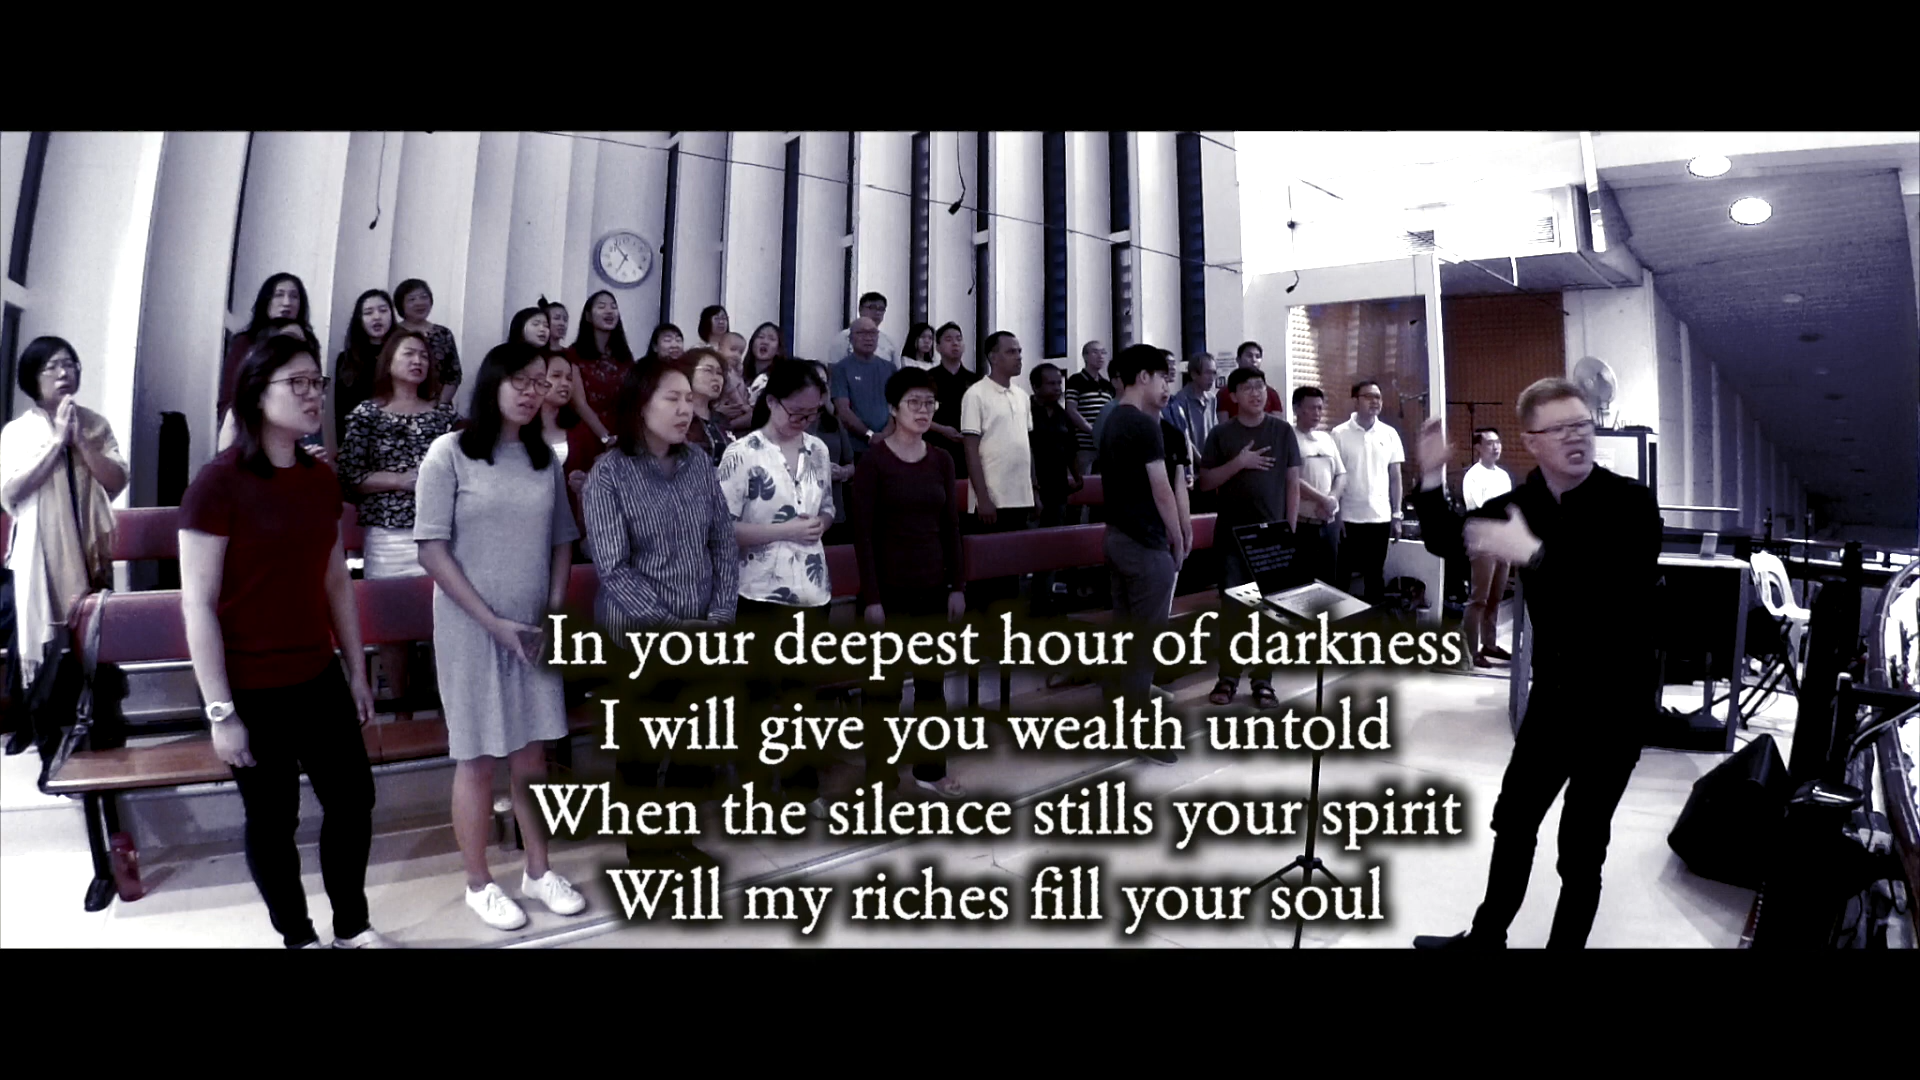 In your deepest hour of darkness
I will give you wealth untold
When the silence stills your spirit
Will my riches fill your soul